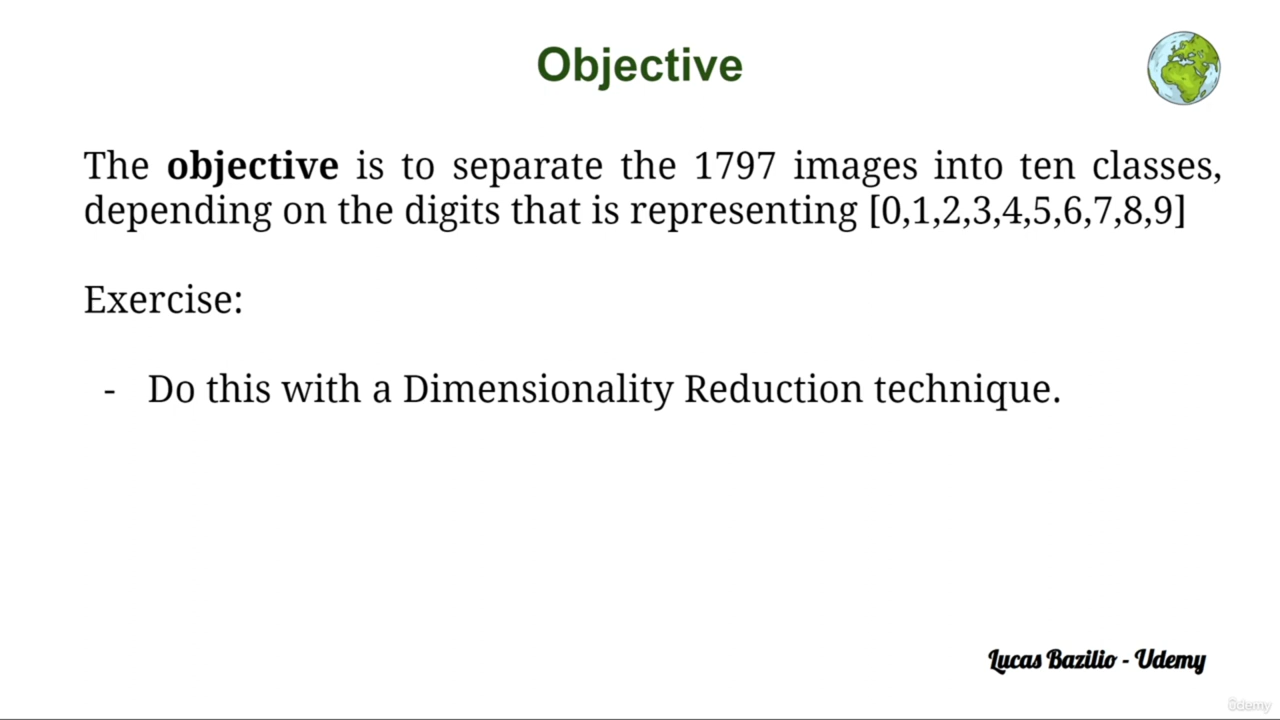 Objective
The objective is to separate the 1797 images into ten classes,
depending on the digits that is representing [0,1,2,3,4,5,6,7,8,9]
Exercise:
- Do this with a Dimensionality Reduction technique.
Lucas Bazilio - Udemy
ûdemy